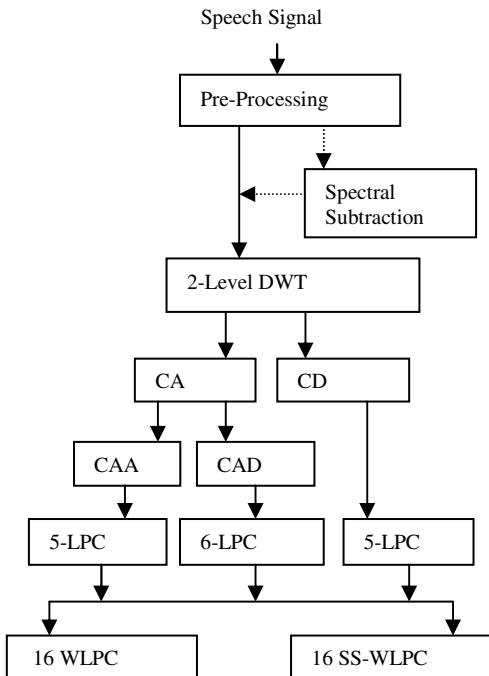 Speech Signal
Pre-Processing
Spectral
Subtraction
2-Level DWT
CA
CD
CAA
CAD
5-LPC
6-LPC
5-LPC
16 WLPC
16 SS-WLPC